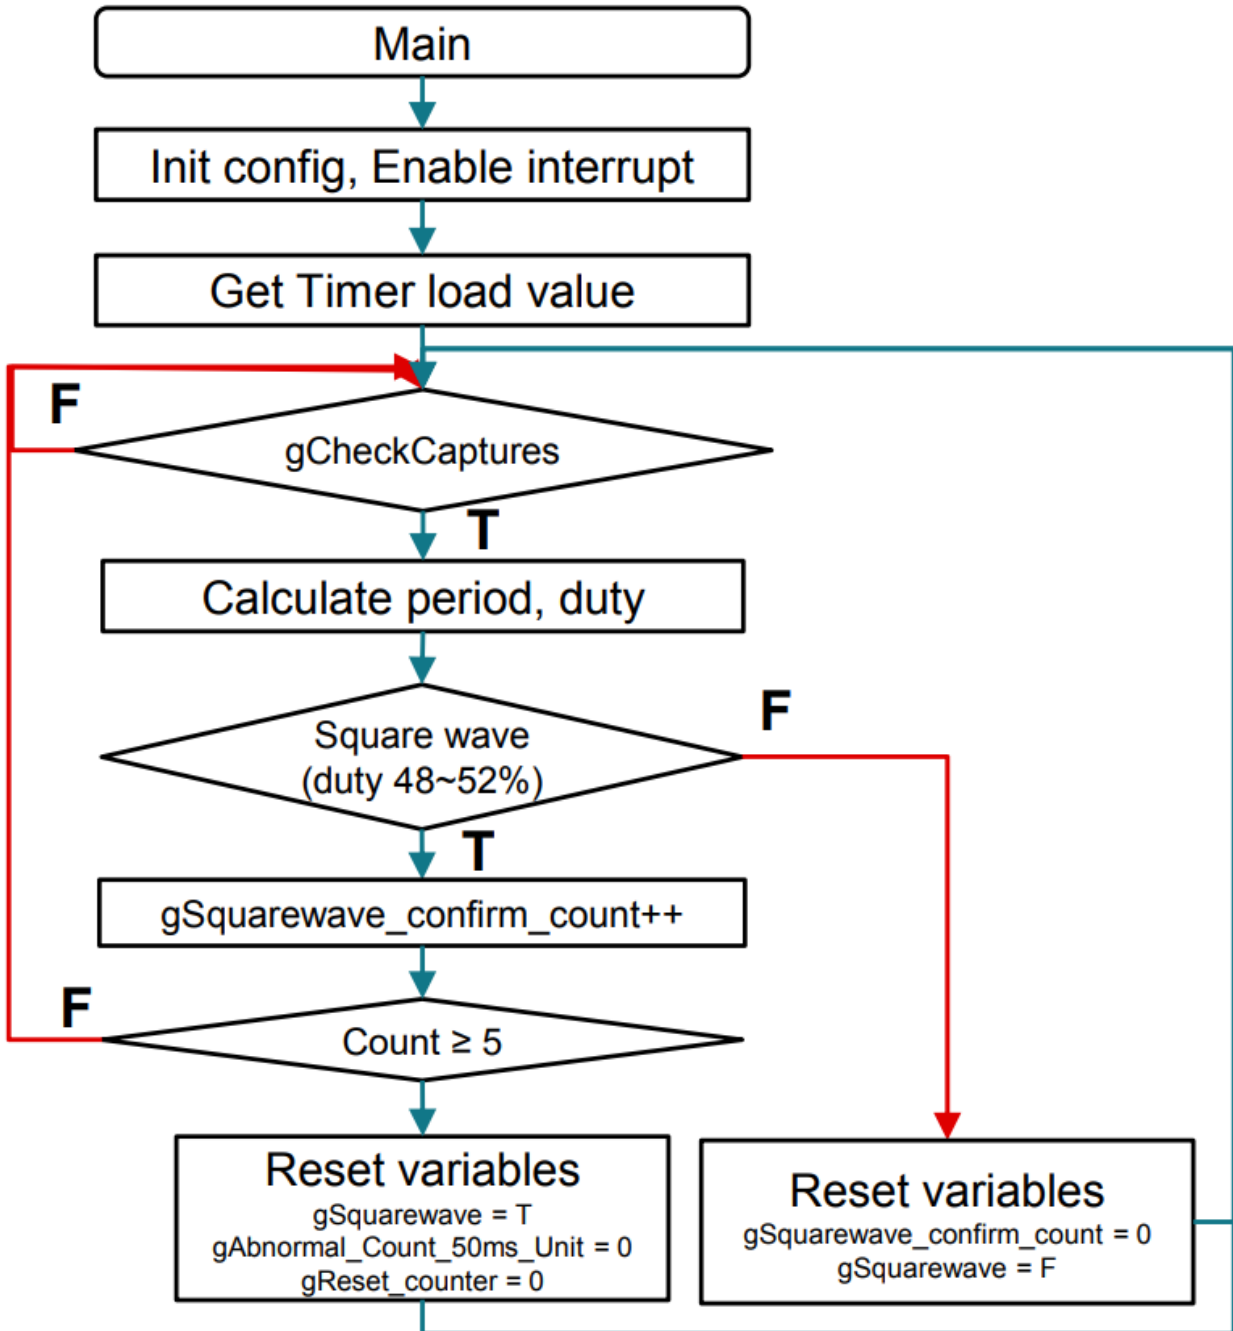 Main
Init config, Enable interrupt
Get Timer load value
F
gCheckCaptures
T
Calculate period, duty
Square wave
(duty 48~52%)
F
T
gSquarewave_confirm_count++
F
Count ≥ 5
Reset variables
gSquarewave = T
gAbnormal_Count_50ms_Unit = 0
gReset_counter = 0
Reset variables
gSquarewave_confirm_count = 0
gSquarewave = F